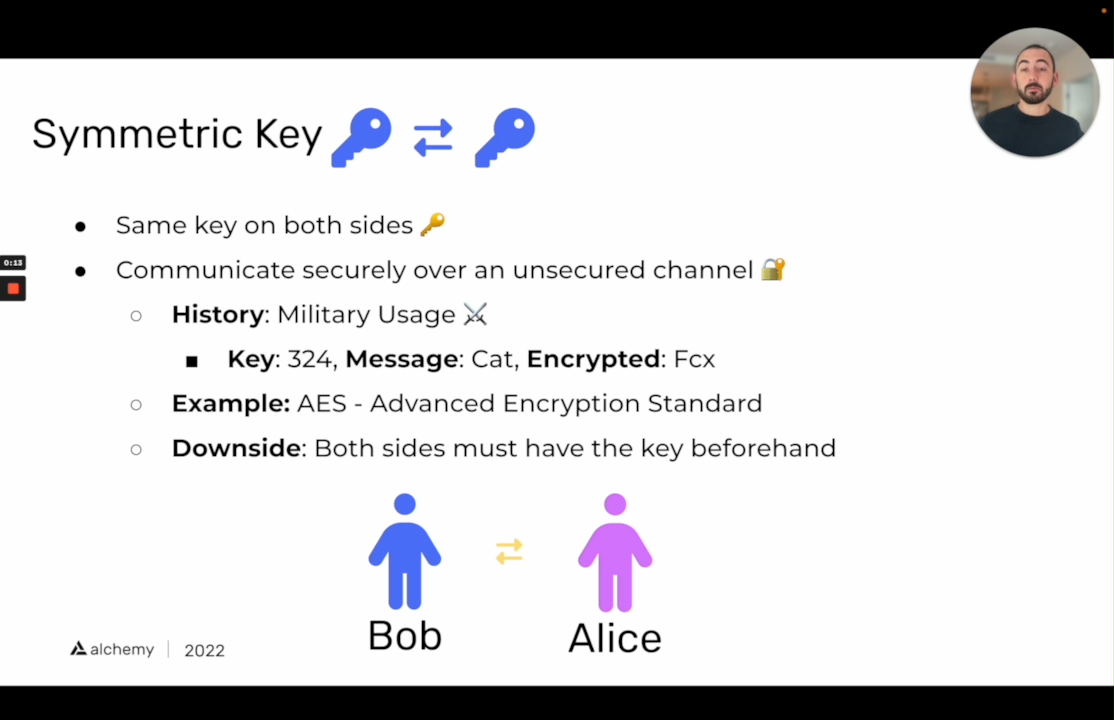 Symmetric Key
Same key on both sides
Communicate securely over an unsecured channel
History: Military Usage
Key: 324, Message: Cat, Encrypted: Fcx
Example: AES - Advanced Encryption Standard
Downside: Both sides must have the key beforehand
0:13
Bob
Alice
alchemy
2022